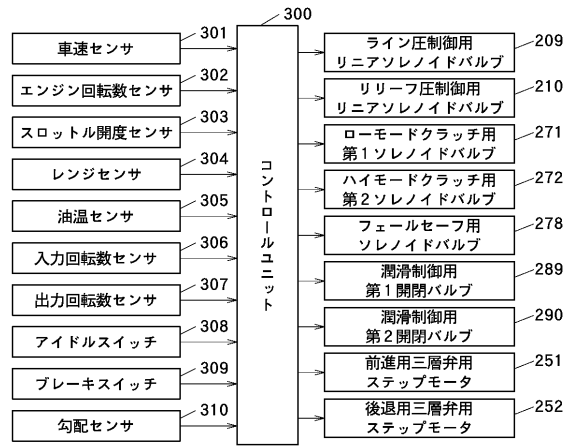 300
301
車速センサ
302
エンジン回転数センサ
303
スロットル開度センサ
304
レンジセンサ
305
油温センサ
306
入力回転数センサ
307
出力回転数センサ
308
アイドルスイッチ
309
ブレーキスイッチ
310
勾配センサ
コントロールユニット
ライン圧制御用
リニアソレノイドバルブ
209
リリーフ圧制御用
リニアソレノイドバルブ
210
ローモードクラッチ用
第1ソレノイドバルブ
271
ハイモードクラッチ用
第2ソレノイドバルブ
272
フェールセーフ用
ソレノイドバルブ
278
潤滑制御用
第1開閉バルブ
289
潤滑制御用
第2開閉バルブ
290
前進用三層弁用
ステップモータ
251
後退用三層弁用
ステップモータ
252